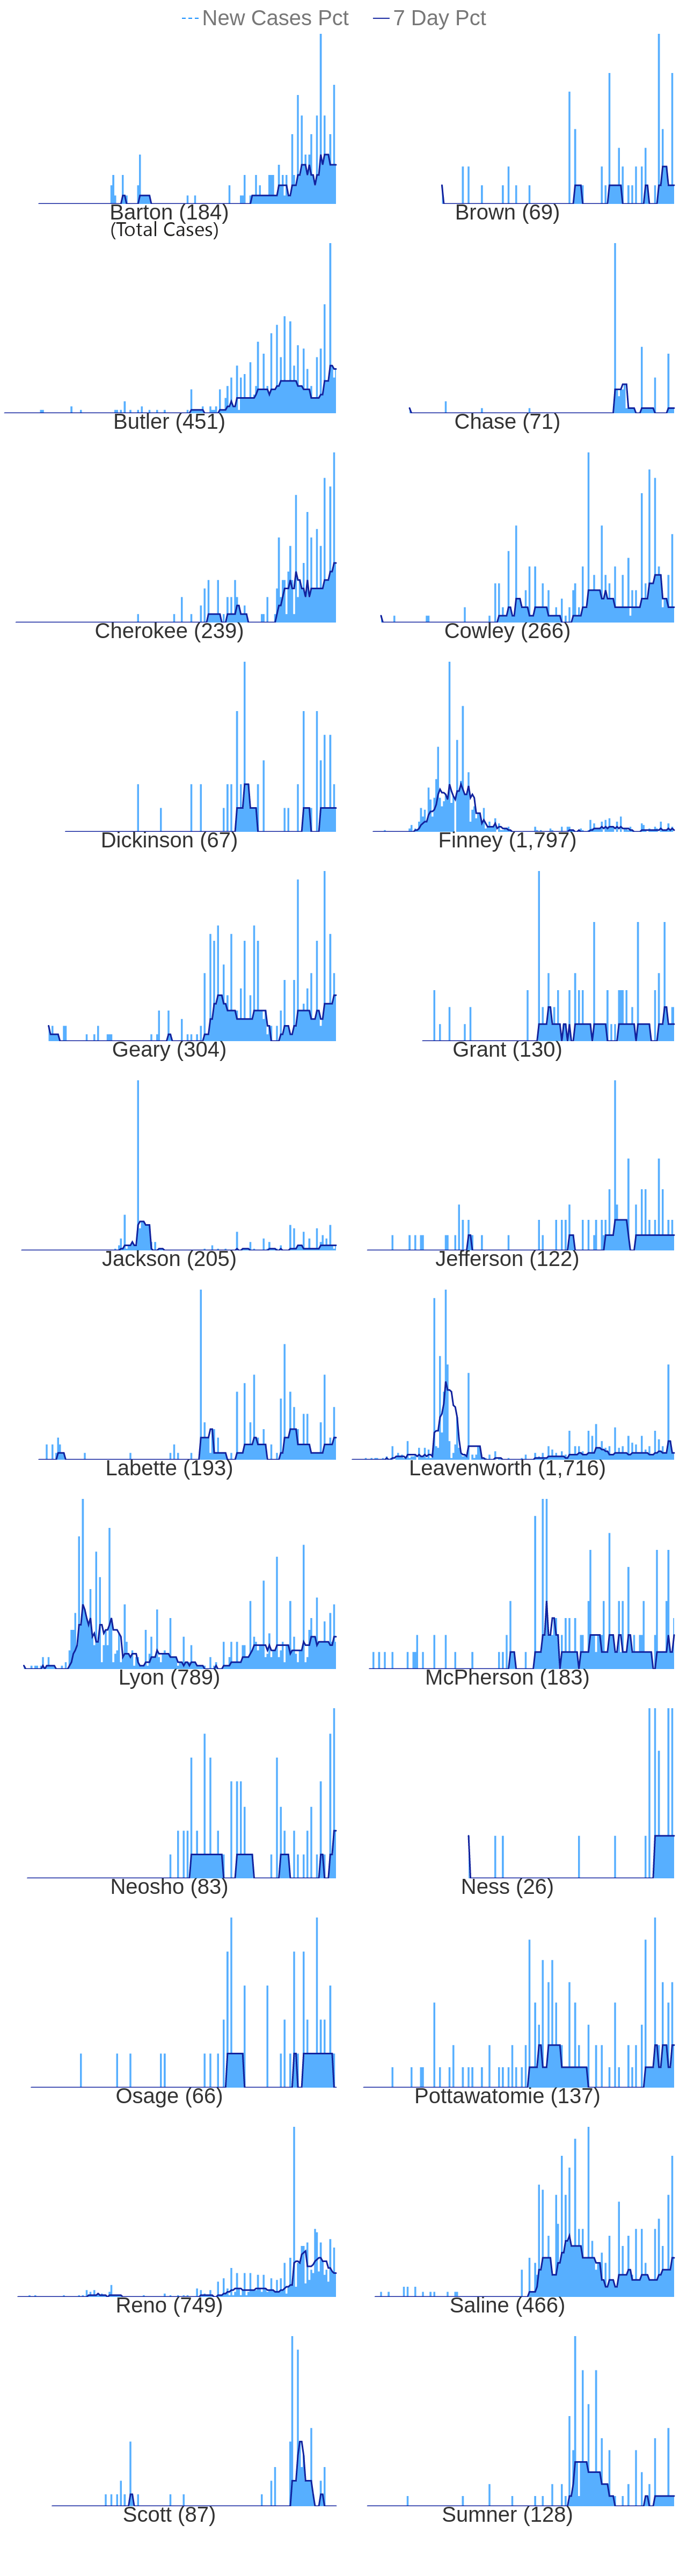 New Cases Pct 7 Day Pct
Barton (184) Brown (69)
(Total Cases)
Butler (451) Chase (71)
Cherokee (239) Cowley (266)
Dickinson (67) Finney (1,797)
Geary (304) Grant (130)
Jackson (205) Jefferson (122)
Labette (193) Leavenworth (1,716)
Lyon (789) McPherson (183)
Neosho (83) Ness (26)
Osage (66) Pottawatomie (137)
Reno (749) Saline (466)
Scott (87) Sumner (128)